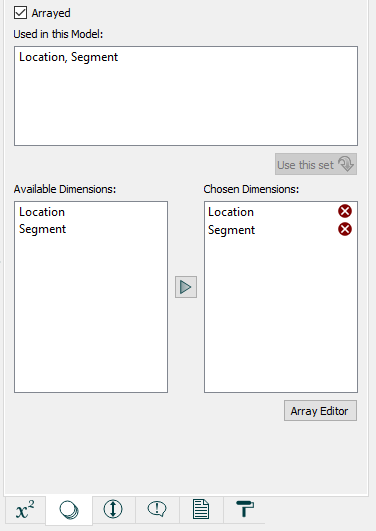 Arrayed
Used in this Model:
Location, Segment
Use this set
Available Dimensions:
Chosen Dimensions:
Location
Segment
Location
Segment
Array Editor
x²